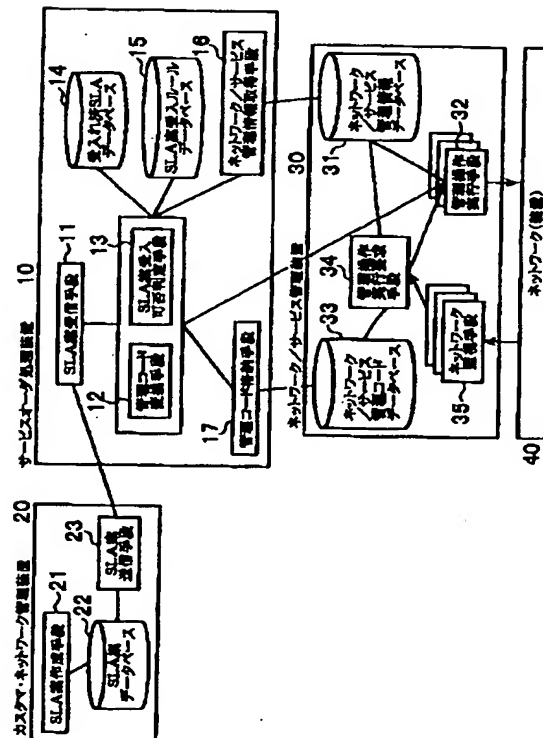 カスタマ・ネットワーク管理装置
20
SLA案作成手段
21
22
SLA案
データベース
23
SLA案
送信手段
サービスオーダ処理装置
10
SLA案受信手段
11
12
管理コード
変換手段
13
SLA案受入
可否判定手段
14
受入れ済SLA
データベース
15
SLA案受入ルール
データベース
16
ネットワーク/サービス
管理情報取得手段
17
管理コード格納手段
ネットワーク/サービス管理装置
30
ネットワーク
/サービス
管理情報
データベース
31
管理操作
実行手段
32
33
ネットワーク
/サービス
管理コード
データベース
34
管理操作
実行要求
手段
ネットワーク
監視手段
35
ネットワーク(装置)
40